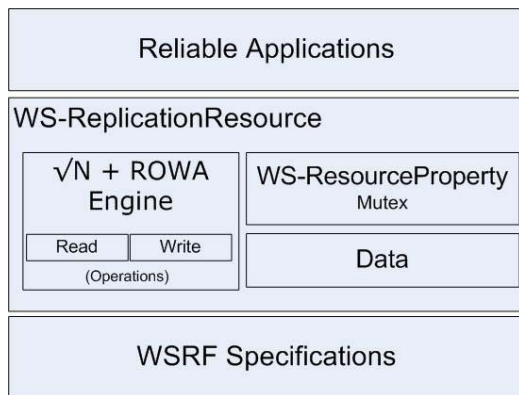 Reliable Applications
WS-ReplicationResource
√N + ROWA
Engine
Read
Write
(Operations)
WS-ResourceProperty
Mutex
Data
WSRF Specifications